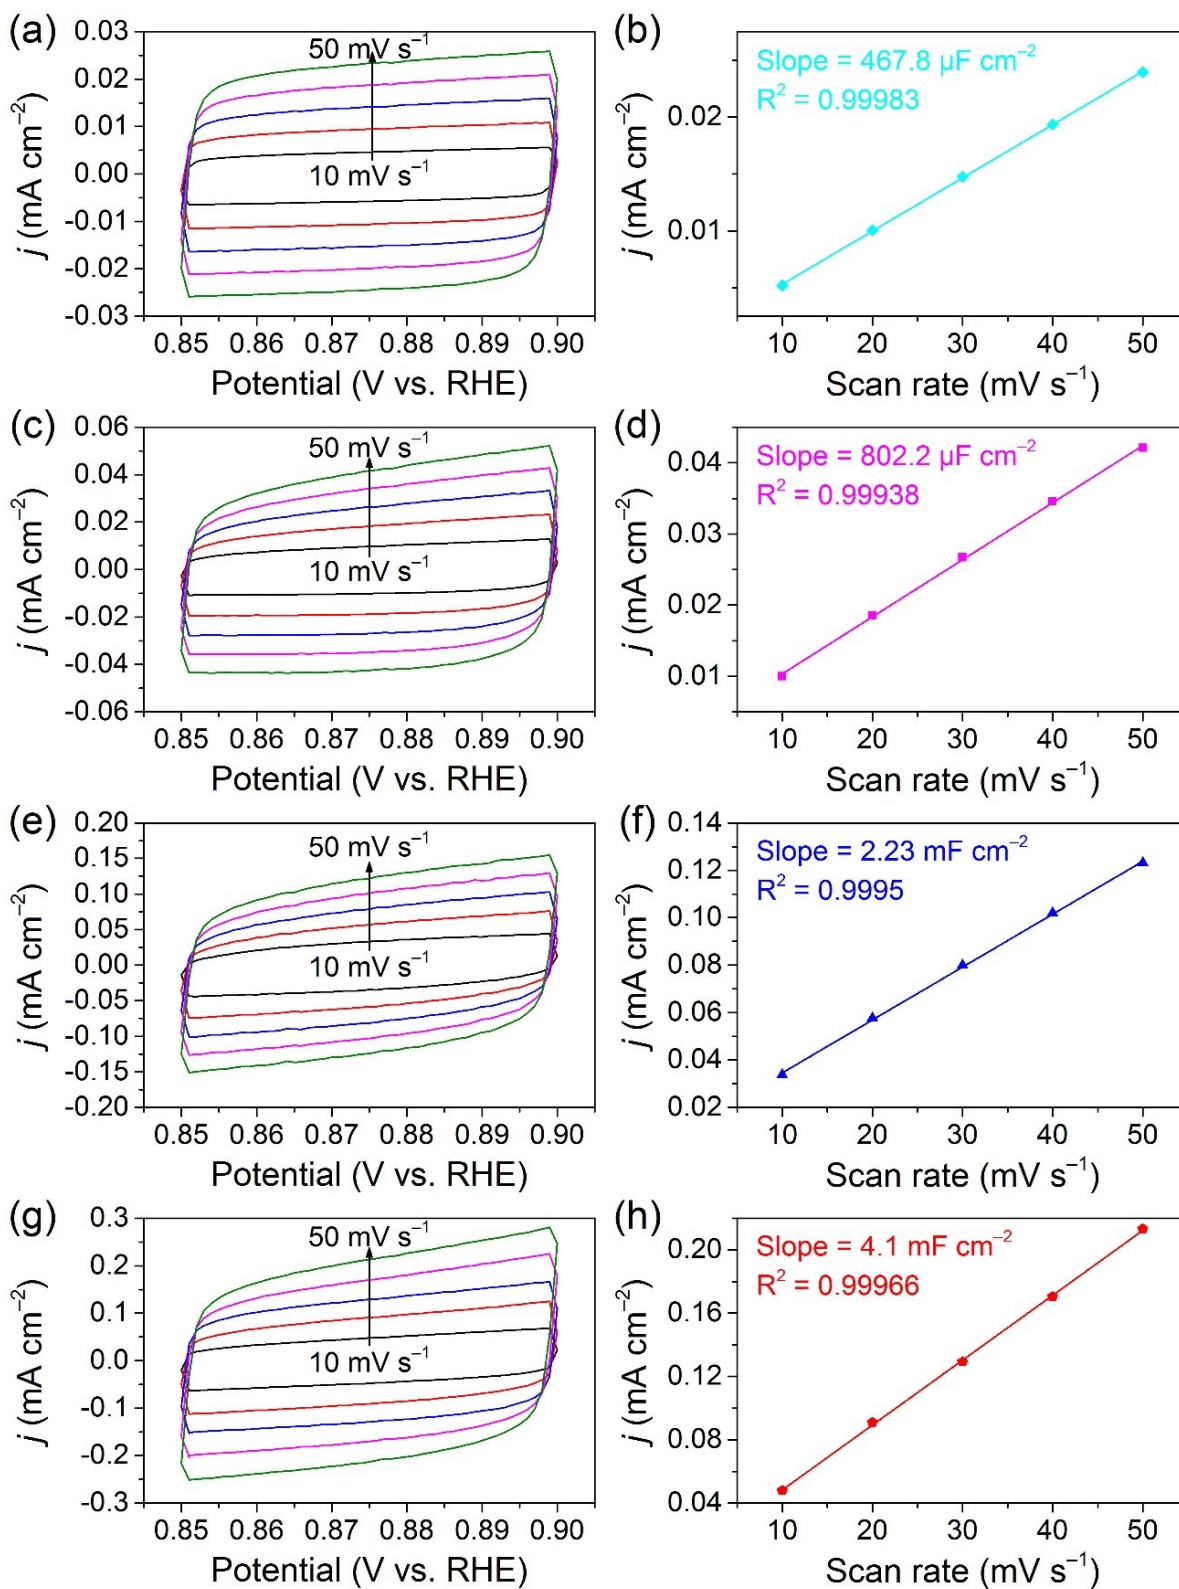 (a)
0.03
0.02
0.01
0.00
-0.01
-0.02
-0.03
j (mA cm⁻²)
50 mV s⁻¹
10 mV s⁻¹
0.85 0.86 0.87 0.88 0.89 0.90
Potential (V vs. RHE)
(b)
Slope = 467.8 µF cm⁻²
R² = 0.99983
0.02
0.01
j (mA cm⁻²)
10 20 30 40 50
Scan rate (mV s⁻¹)
(c)
0.06
0.04
0.02
0.00
-0.02
-0.04
-0.06
j (mA cm⁻²)
50 mV s⁻¹
10 mV s⁻¹
0.85 0.86 0.87 0.88 0.89 0.90
Potential (V vs. RHE)
(d)
Slope = 802.2 µF cm⁻²
R² = 0.99938
0.04
0.03
0.02
0.01
j (mA cm⁻²)
10 20 30 40 50
Scan rate (mV s⁻¹)
(e)
0.20
0.15
0.10
0.05
0.00
-0.05
-0.10
-0.15
-0.20
j (mA cm⁻²)
50 mV s⁻¹
10 mV s⁻¹
0.85 0.86 0.87 0.88 0.89 0.90
Potential (V vs. RHE)
(f)
Slope = 2.23 mF cm⁻²
R² = 0.9995
0.14
0.12
0.10
0.08
0.06
0.04
0.02
j (mA cm⁻²)
10 20 30 40 50
Scan rate (mV s⁻¹)
(g)
0.3
0.2
0.1
0.0
-0.1
-0.2
-0.3
j (mA cm⁻²)
50 mV s⁻¹
10 mV s⁻¹
0.85 0.86 0.87 0.88 0.89 0.90
Potential (V vs. RHE)
(h)
Slope = 4.1 mF cm⁻²
R² = 0.99966
0.20
0.16
0.12
0.08
0.04
j (mA cm⁻²)
10 20 30 40 50
Scan rate (mV s⁻¹)